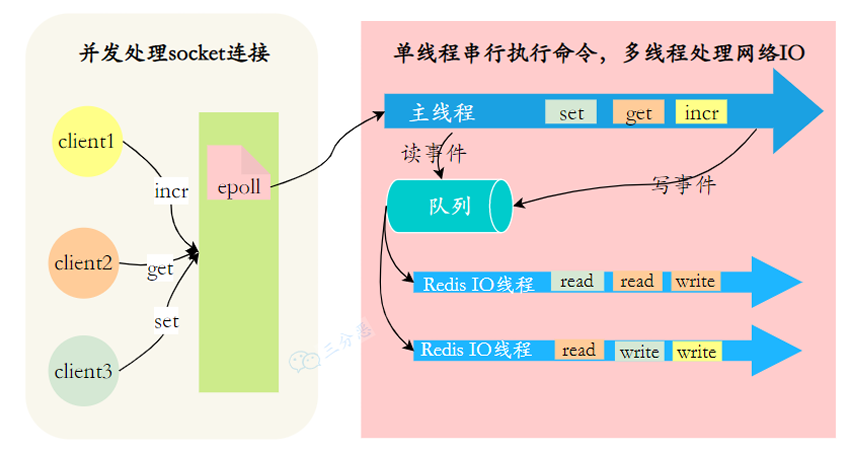 并发处理socket连接
client1
client2
client3
incr
get
set
epoll
单线程串行执行命令，多线程处理网络IO
主线程 set get incr
读事件
写事件
队列
Redis IO线程 read read write
Redis IO线程 read write write
三分恶